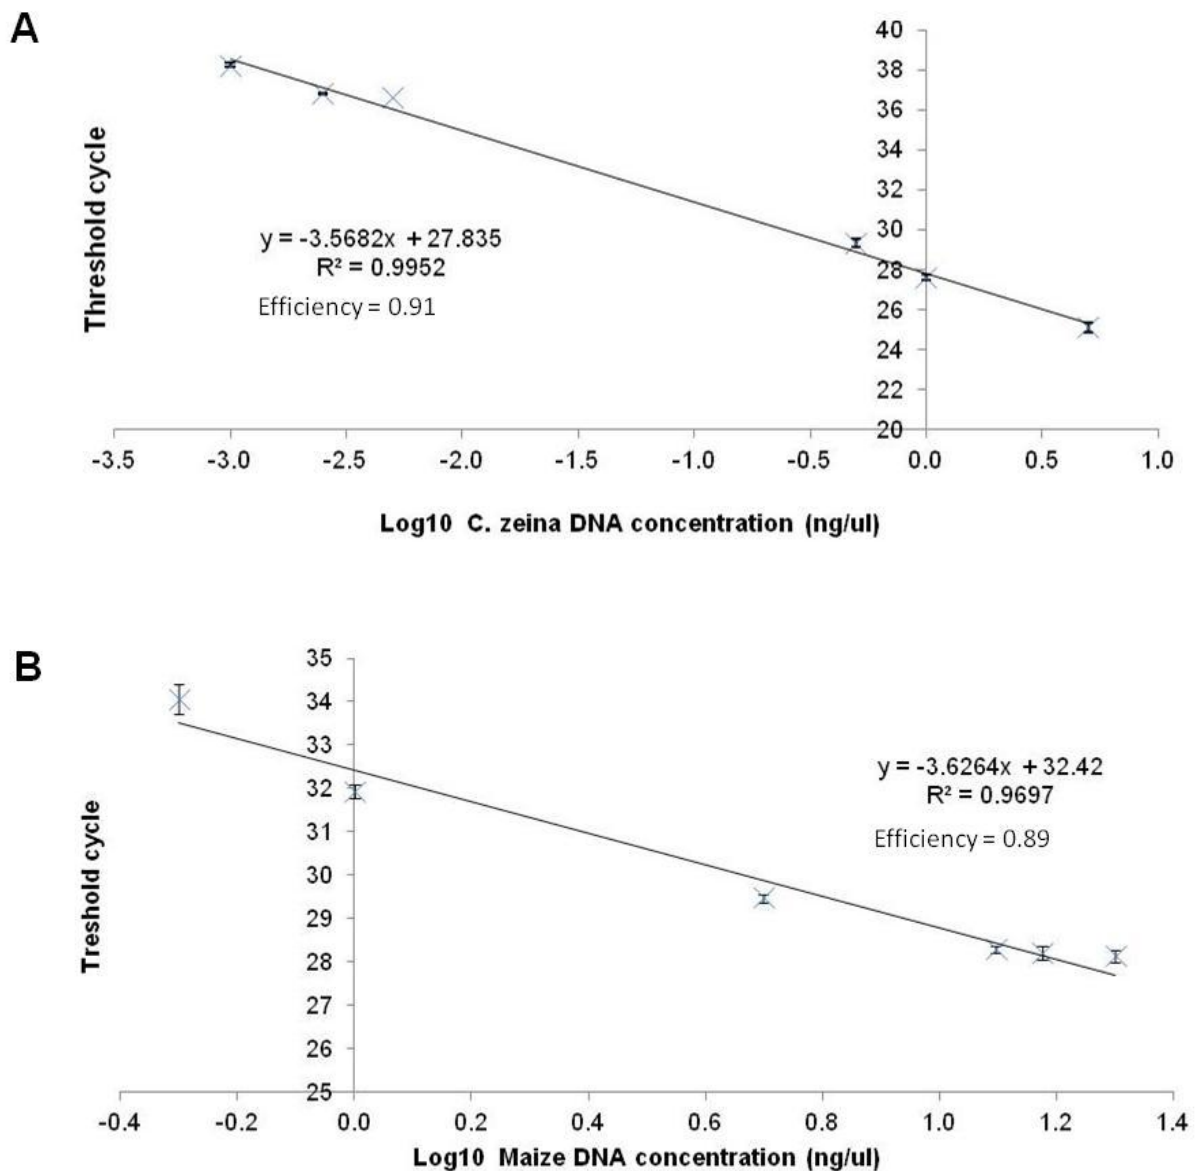 A
Threshold cycle
40
38
36
34
32
30
28
26
24
22
20
y = -3.5682x + 27.835
R² = 0.9952
Efficiency = 0.91
-3.5 -3.0 -2.5 -2.0 -1.5 -1.0 -0.5 0.0 0.5 1.0
Log10 C. zeina DNA concentration (ng/ul)
B
Treshold cycle
35
34
33
32
31
30
29
28
27
26
25
y = -3.6264x + 32.42
R² = 0.9697
Efficiency = 0.89
-0.4 -0.2 0.0 0.2 0.4 0.6 0.8 1.0 1.2 1.4
Log10 Maize DNA concentration (ng/ul)